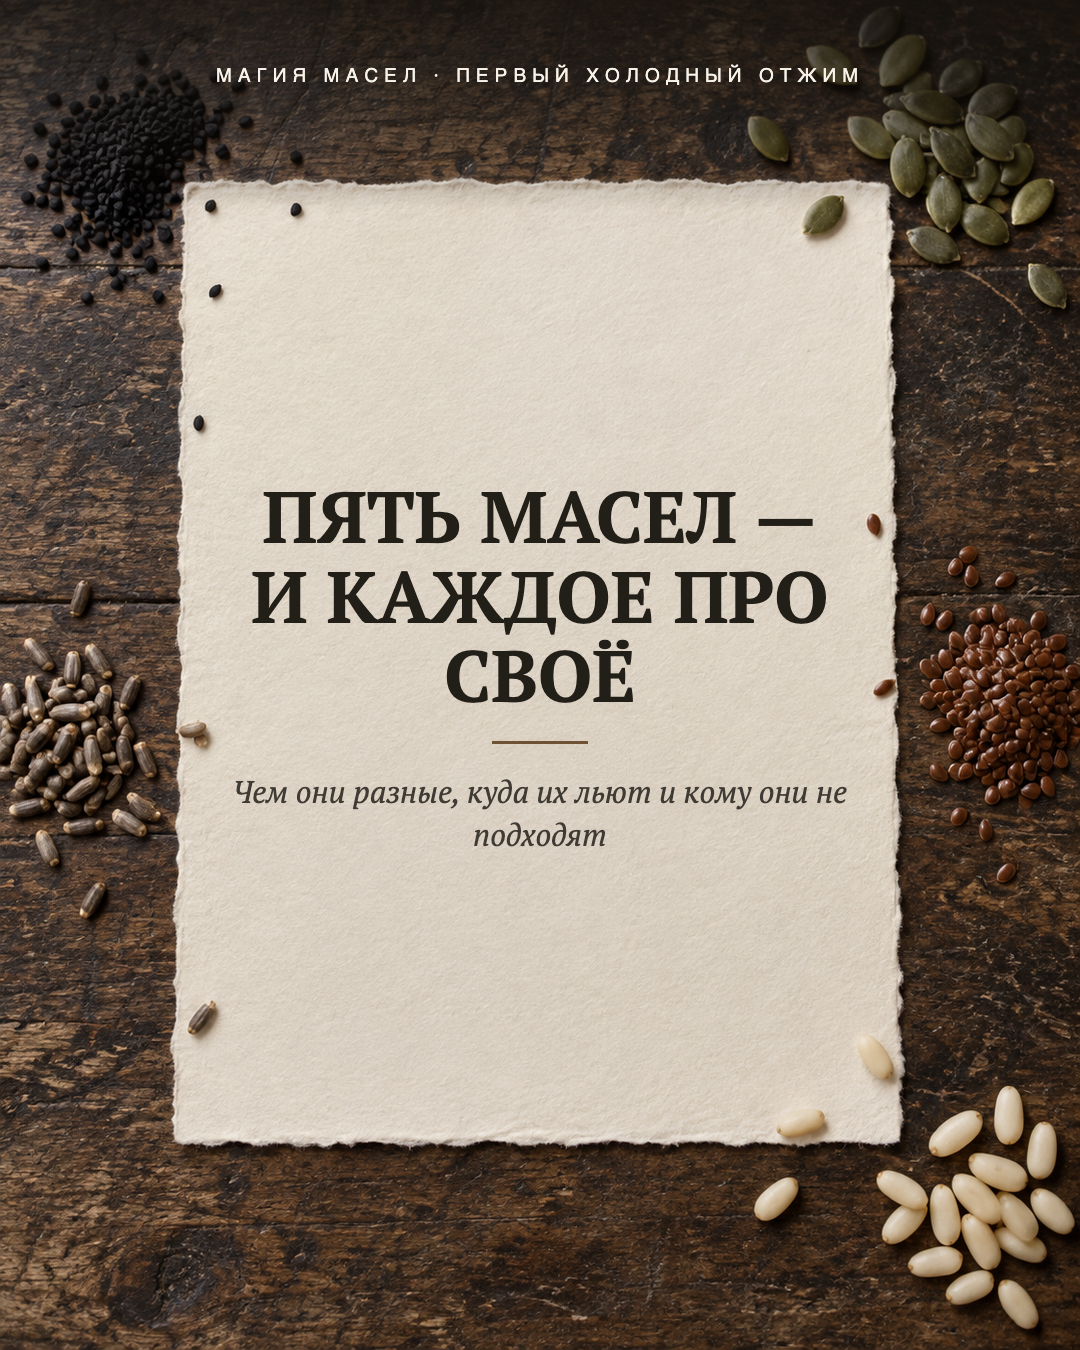 МАГИЯ МАСЕЛ · ПЕРВЫЙ ХОЛОДНЫЙ ОТЖИМ
ПЯТЬ МАСЕЛ —
И КАЖДОЕ ПРО
СВОЁ
Чем они разные, куда их льют и кому они не
подходят